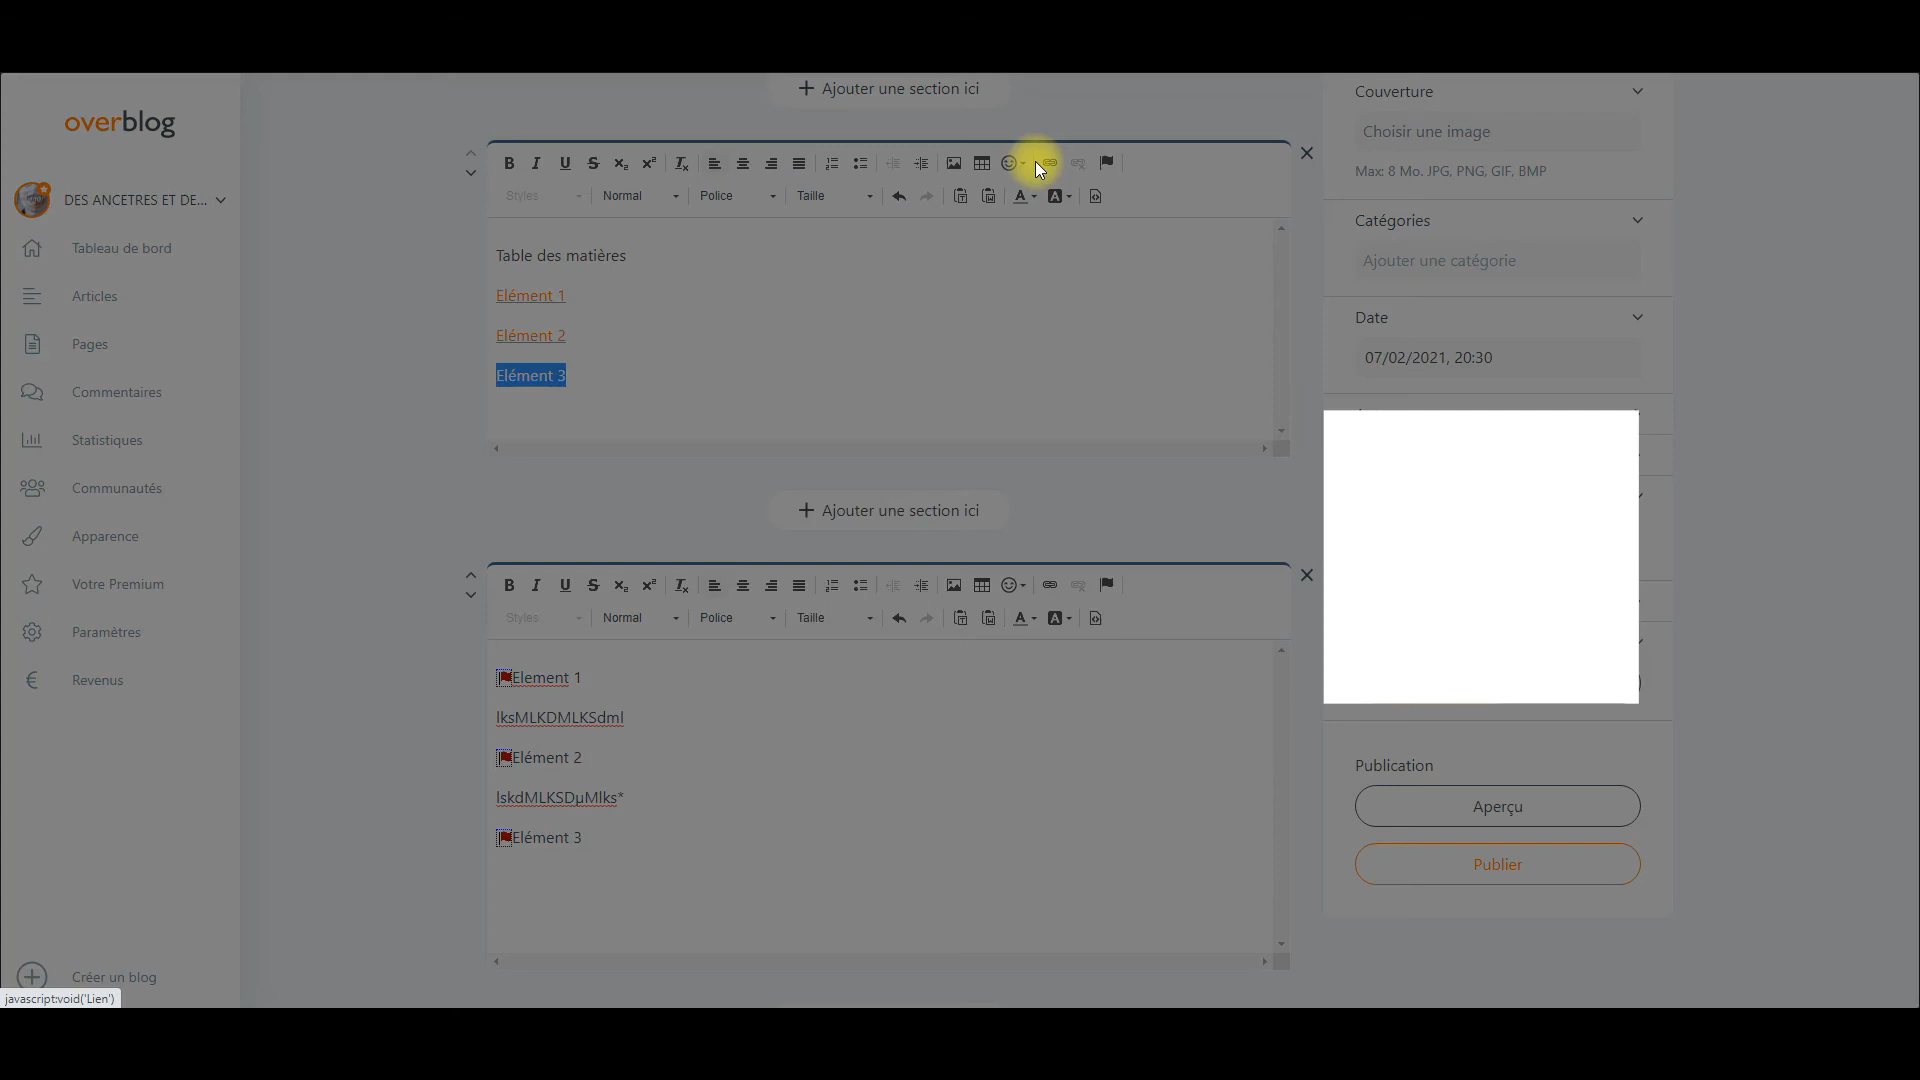 overblog
DES ANCETRES ET DE...
Tableau de bord
Articles
Pages
Commentaires
Statistiques
Communautés
Apparence
Votre Premium
Paramètres
Revenus
Créer un blog
javascript:void('Lien')
Ajouter une section ici
Styles Normal Police Taille
Table des matières
Elément 1
Elément 2
Elément 3
Ajouter une section ici
Styles Normal Police Taille
Element 1
lksMLKDMLKSdml
Elément 2
lskdMLKSDµMlks*
Elément 3
Couverture
Choisir une image
Max: 8 Mo. JPG, PNG, GIF, BMP
Catégories
Ajouter une catégorie
Date
07/02/2021, 20:30
Publication
Aperçu
Publier